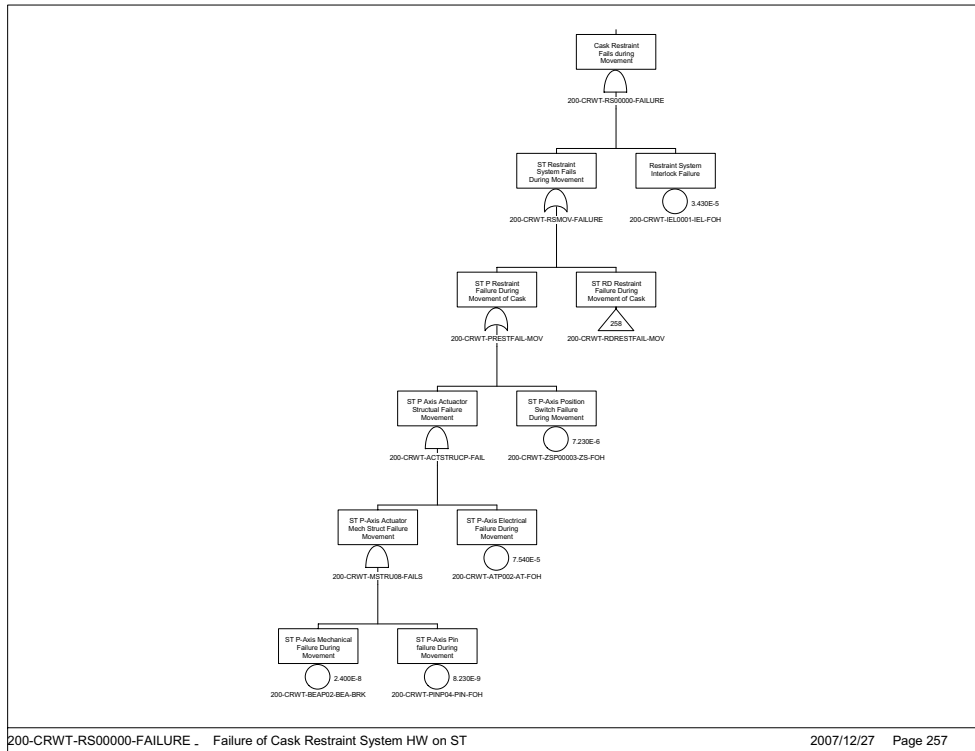 Cask Restraint
Fails during
Movement
200-CRWT-RS00000-FAILURE
ST Restraint
System Fails
During Movement
200-CRWT-RSMOV-FAILURE
Restraint System
Interlock Failure
3.430E-5
200-CRWT-IEL0001-IEL-FOH
ST P Restraint
Failure During
Movement of Cask
200-CRWT-PRESTFAIL-MOV
ST RD Restraint
Failure During
Movement of Cask
258
200-CRWT-RDRESTFAIL-MOV
ST P Axis Actuactor
Structual Failure
Movement
200-CRWT-ACTSTRUCP-FAIL
ST P-Axis Position
Switch Failure
During Movement
7.230E-6
200-CRWT-ZSP00003-ZS-FOH
ST P-Axis Actuator
Mech Struct Failure
Movement
200-CRWT-MSTRU08-FAILS
ST P-Axis Electrical
Failure During
Movement
7.540E-5
200-CRWT-ATP002-AT-FOH
ST P-Axis Mechanical
Failure During
Movement
2.400E-8
200-CRWT-BEAP02-BEA-BRK
ST P-Axis Pin
failure During
Movement
8.230E-9
200-CRWT-PINP04-PIN-FOH
200-CRWT-RS00000-FAILURE - Failure of Cask Restraint System HW on ST
2007/12/27 Page 257